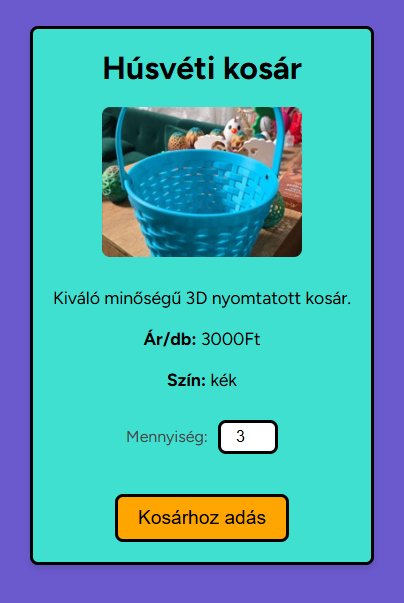 Húsvéti kosár
Kiváló minőségű 3D nyomtatott kosár.
Ár/db: 3000Ft
Szín: kék
Mennyiség: 3
Kosárhoz adás